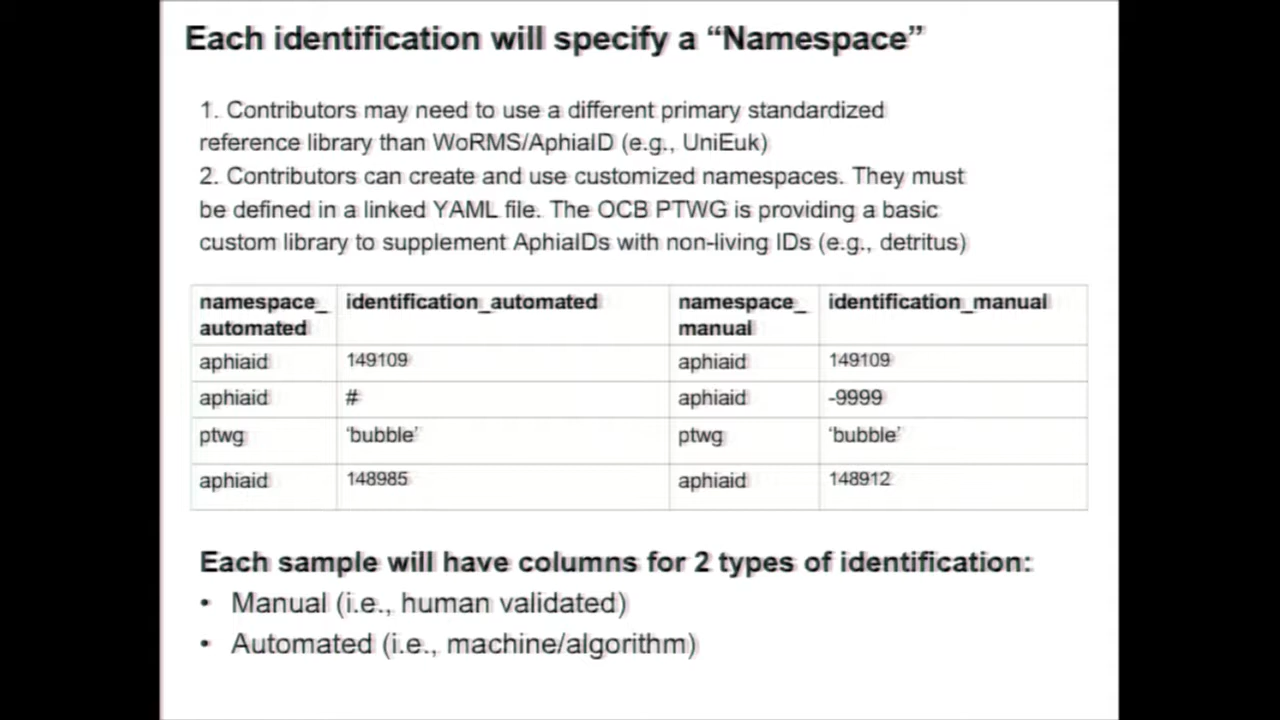 Each identification will specify a “Namespace”
1. Contributors may need to use a different primary standardized
reference library than WoRMS/AphiaID (e.g., UniEuk)
2. Contributors can create and use customized namespaces. They must
be defined in a linked YAML file. The OCB PTWG is providing a basic
custom library to supplement AphiaIDs with non-living IDs (e.g., detritus)
namespace_ identification_automated namespace_ identification_manual
automated manual
aphiaid 149109 aphiaid 149109
aphiaid # aphiaid -9999
ptwg ‘bubble’ ptwg ‘bubble’
aphiaid 148985 aphiaid 148912
Each sample will have columns for 2 types of identification:
• Manual (i.e., human validated)
• Automated (i.e., machine/algorithm)